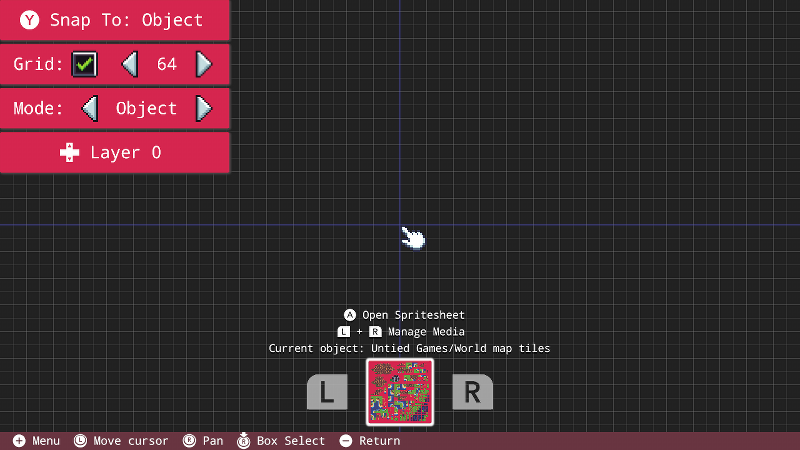 Y Snap To: Object
Grid: 64
Mode: Object
Layer 0
A Open Spritesheet
L + R Manage Media
Current object: Untied Games/World map tiles
L R
Menu L Move cursor R Pan R Box Select Return